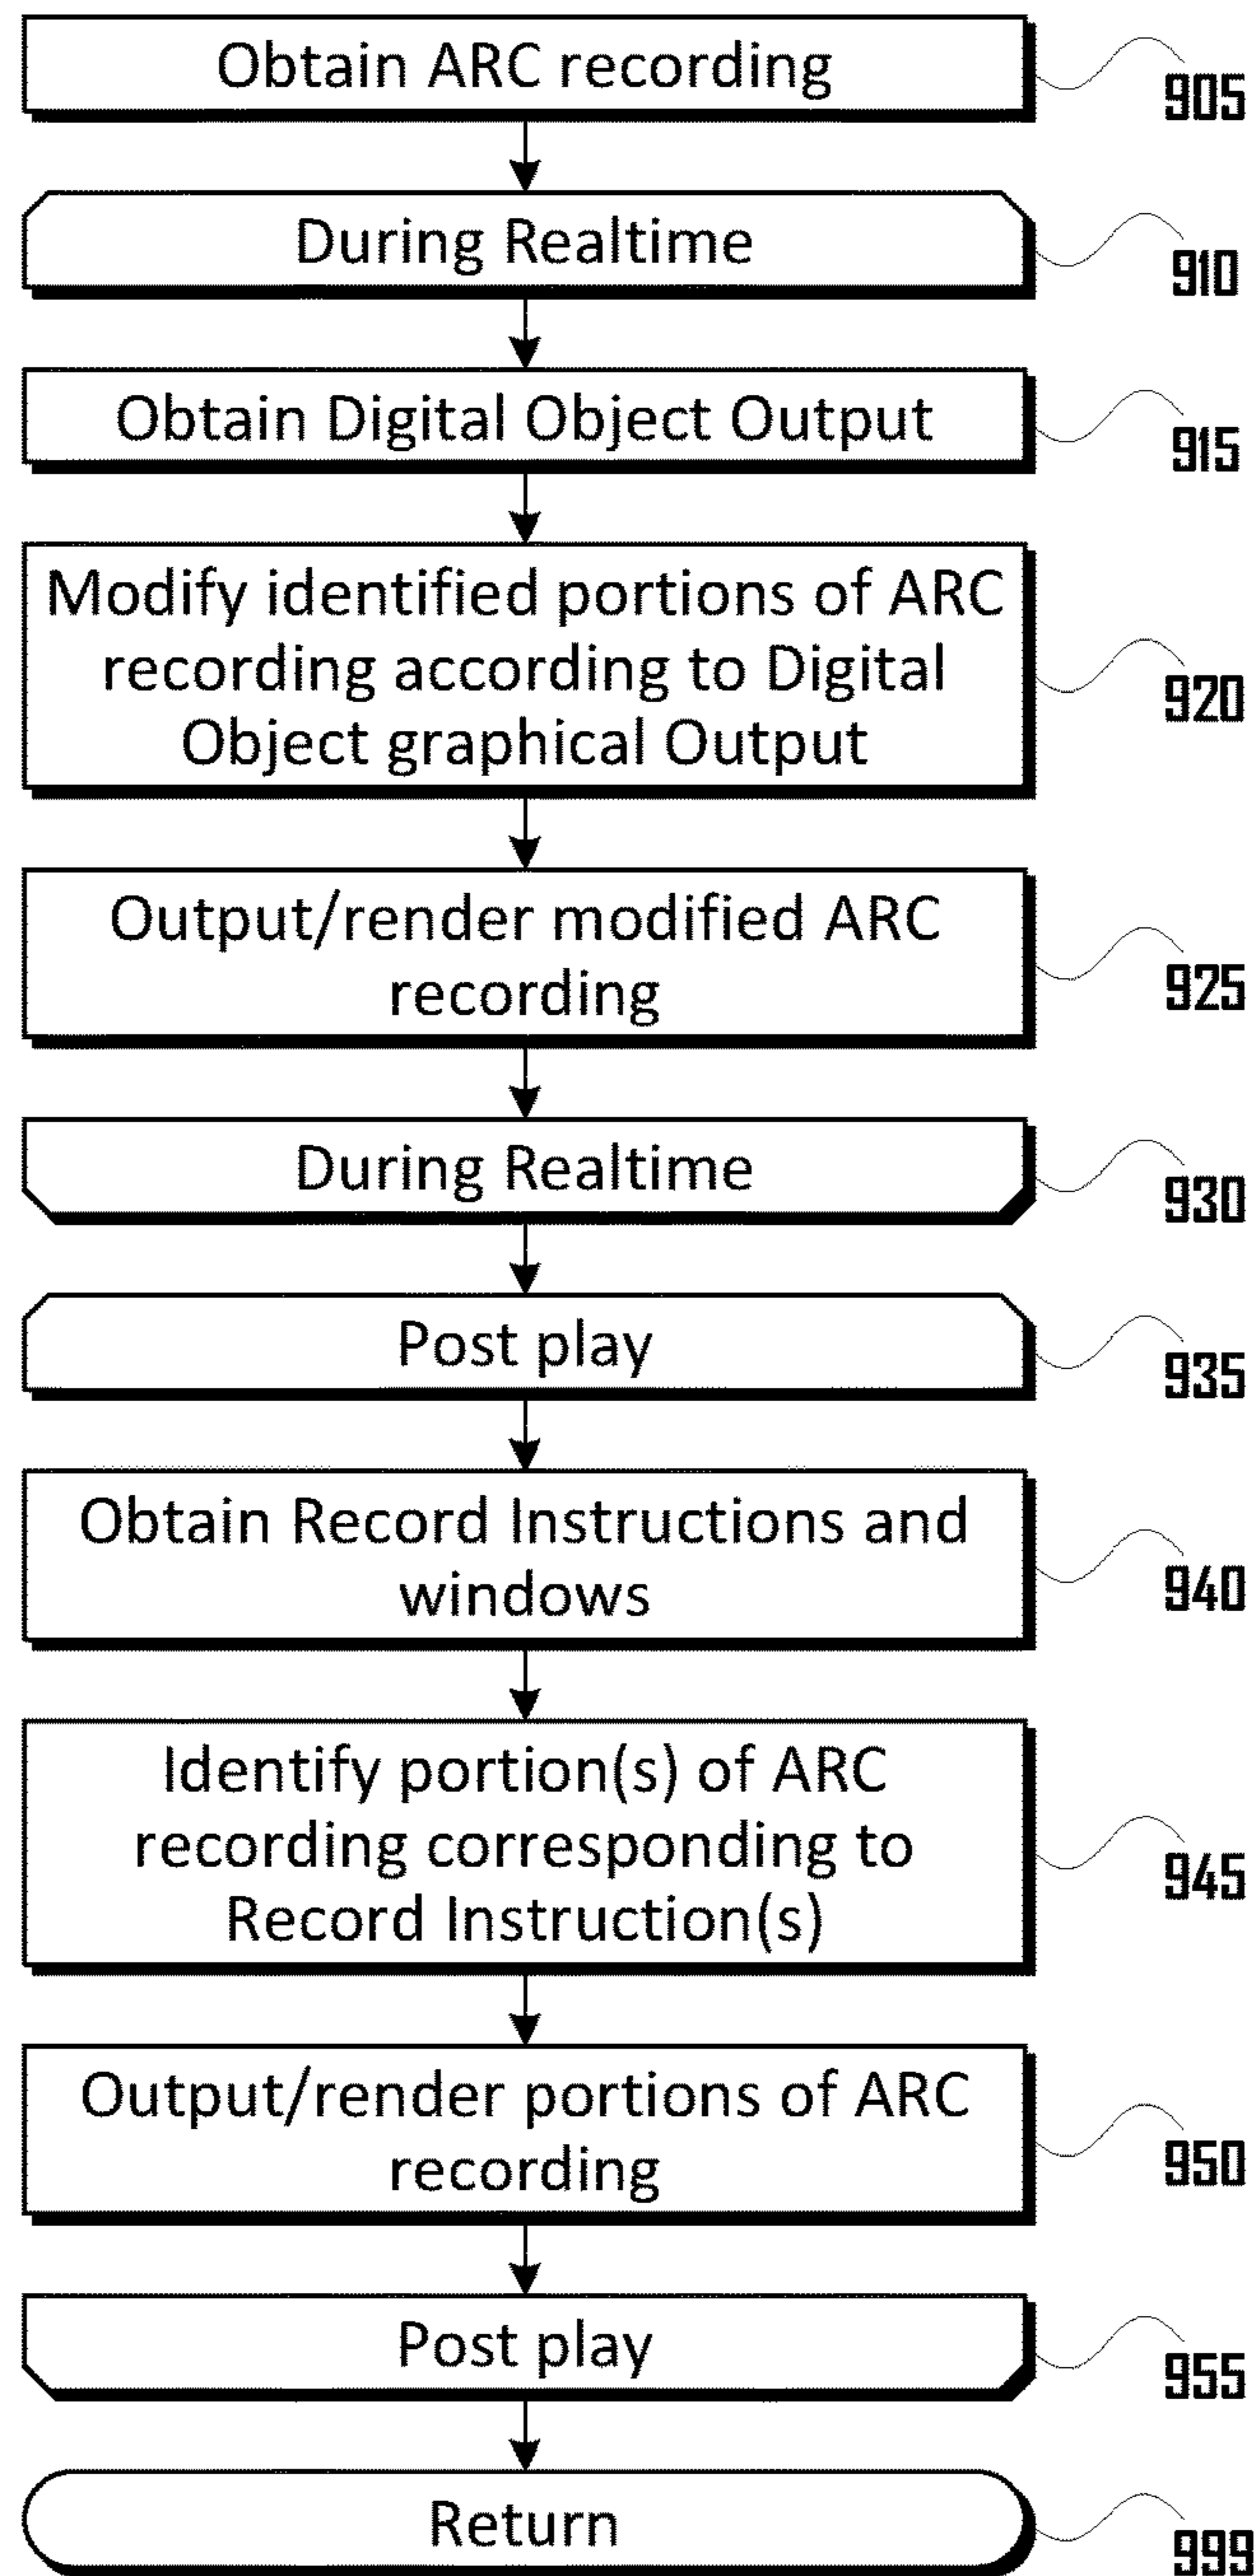 Obtain ARC recording
905
During Realtime
910
Obtain Digital Object Output
915
Modify identified portions of ARC
recording according to Digital
Object graphical Output
920
Output/render modified ARC
recording
925
During Realtime
930
Post play
935
Obtain Record Instructions and
windows
940
Identify portion(s) of ARC
recording corresponding to
Record Instruction(s)
945
Output/render portions of ARC
recording
950
Post play
955
Return
999